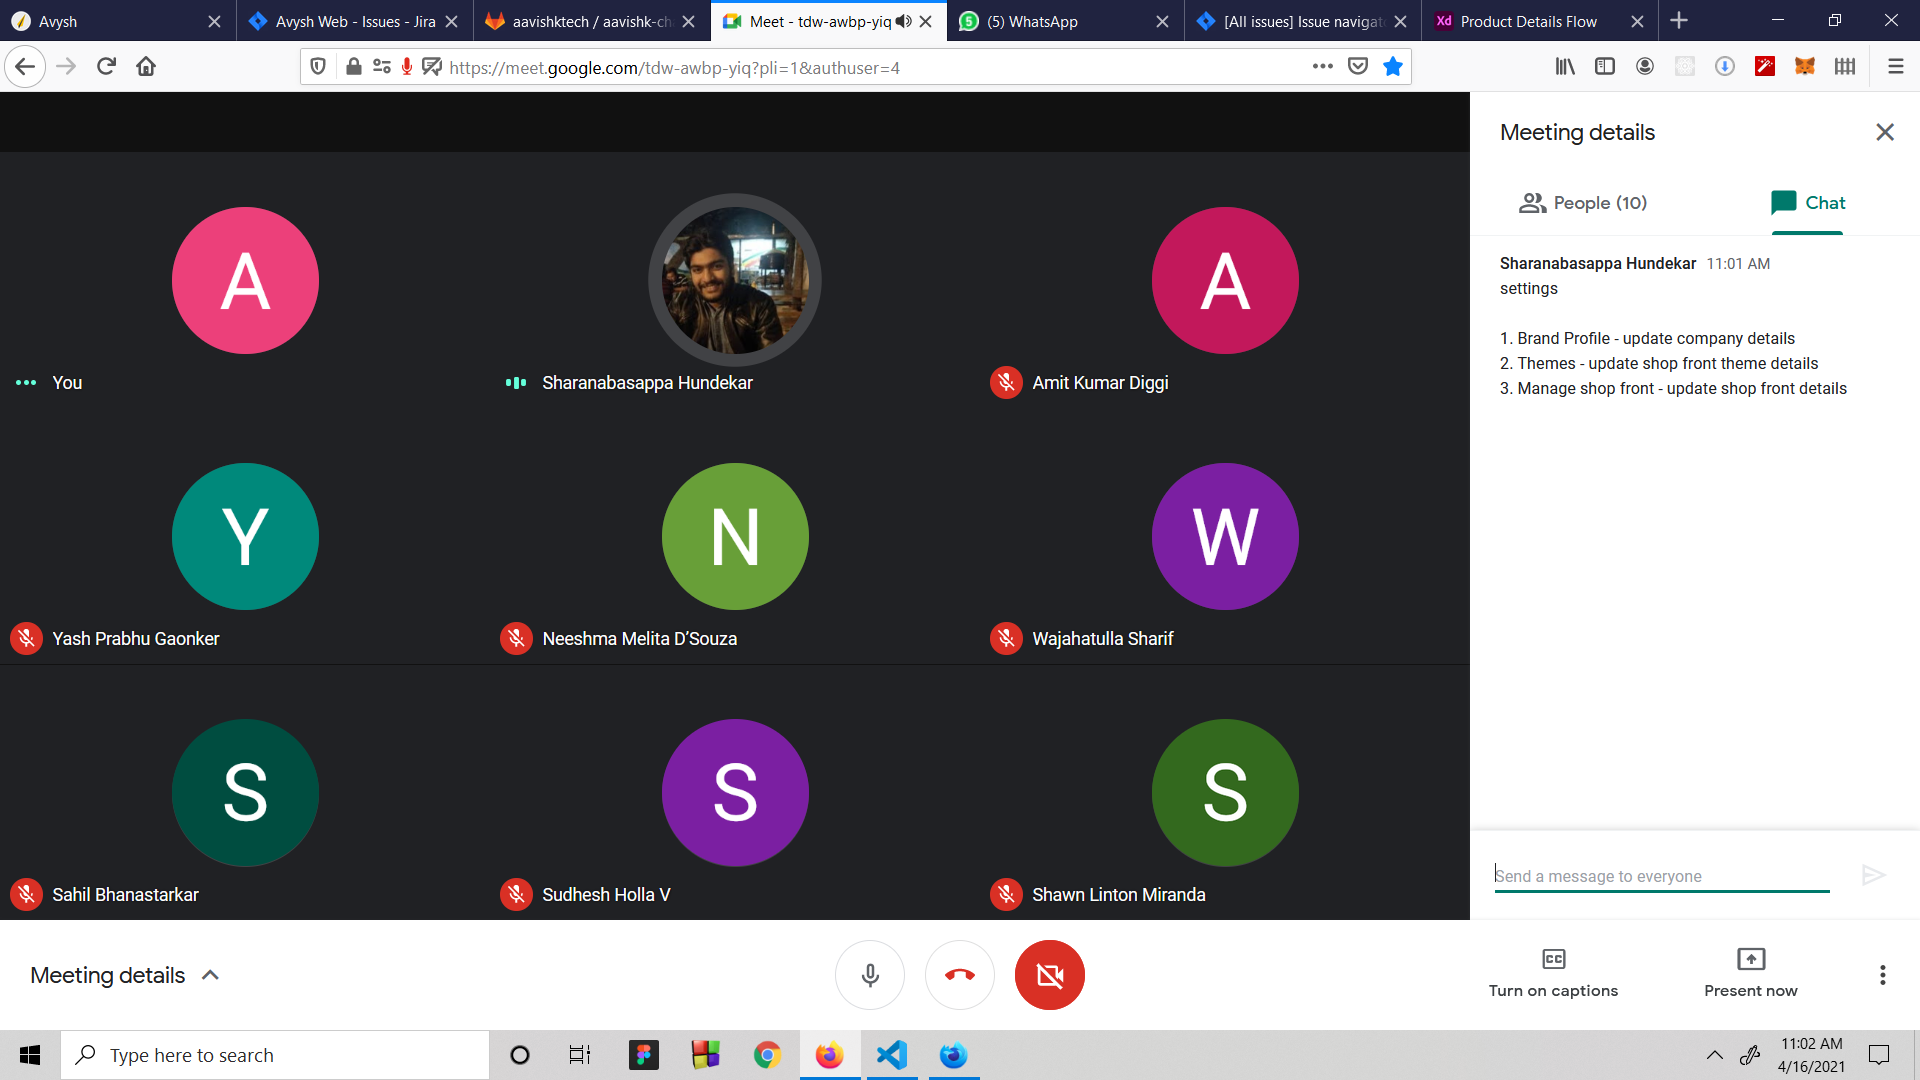 Avysh
Avysh Web - Issues - Jira
aavishktech / aavishk-ch
Meet - tdw-awbp-yiq
5
(5) WhatsApp
[All issues] Issue navigat
Xd
Product Details Flow
https://meet.google.com/tdw-awbp-yiq?pli=1&authuser=4
A
You
Sharanabasappa Hundekar
A
Amit Kumar Diggi
Y
Yash Prabhu Gaonker
N
Neeshma Melita D'Souza
W
Wajahatulla Sharif
S
Sahil Bhanastarkar
S
Sudhesh Holla V
S
Shawn Linton Miranda
Meeting details
People (10)
Chat
Sharanabasappa Hundekar 11:01 AM
settings
1. Brand Profile - update company details
2. Themes - update shop front theme details
3. Manage shop front - update shop front details
Send a message to everyone
Meeting details
CC
Turn on captions
Present now
Type here to search
11:02 AM
4/16/2021